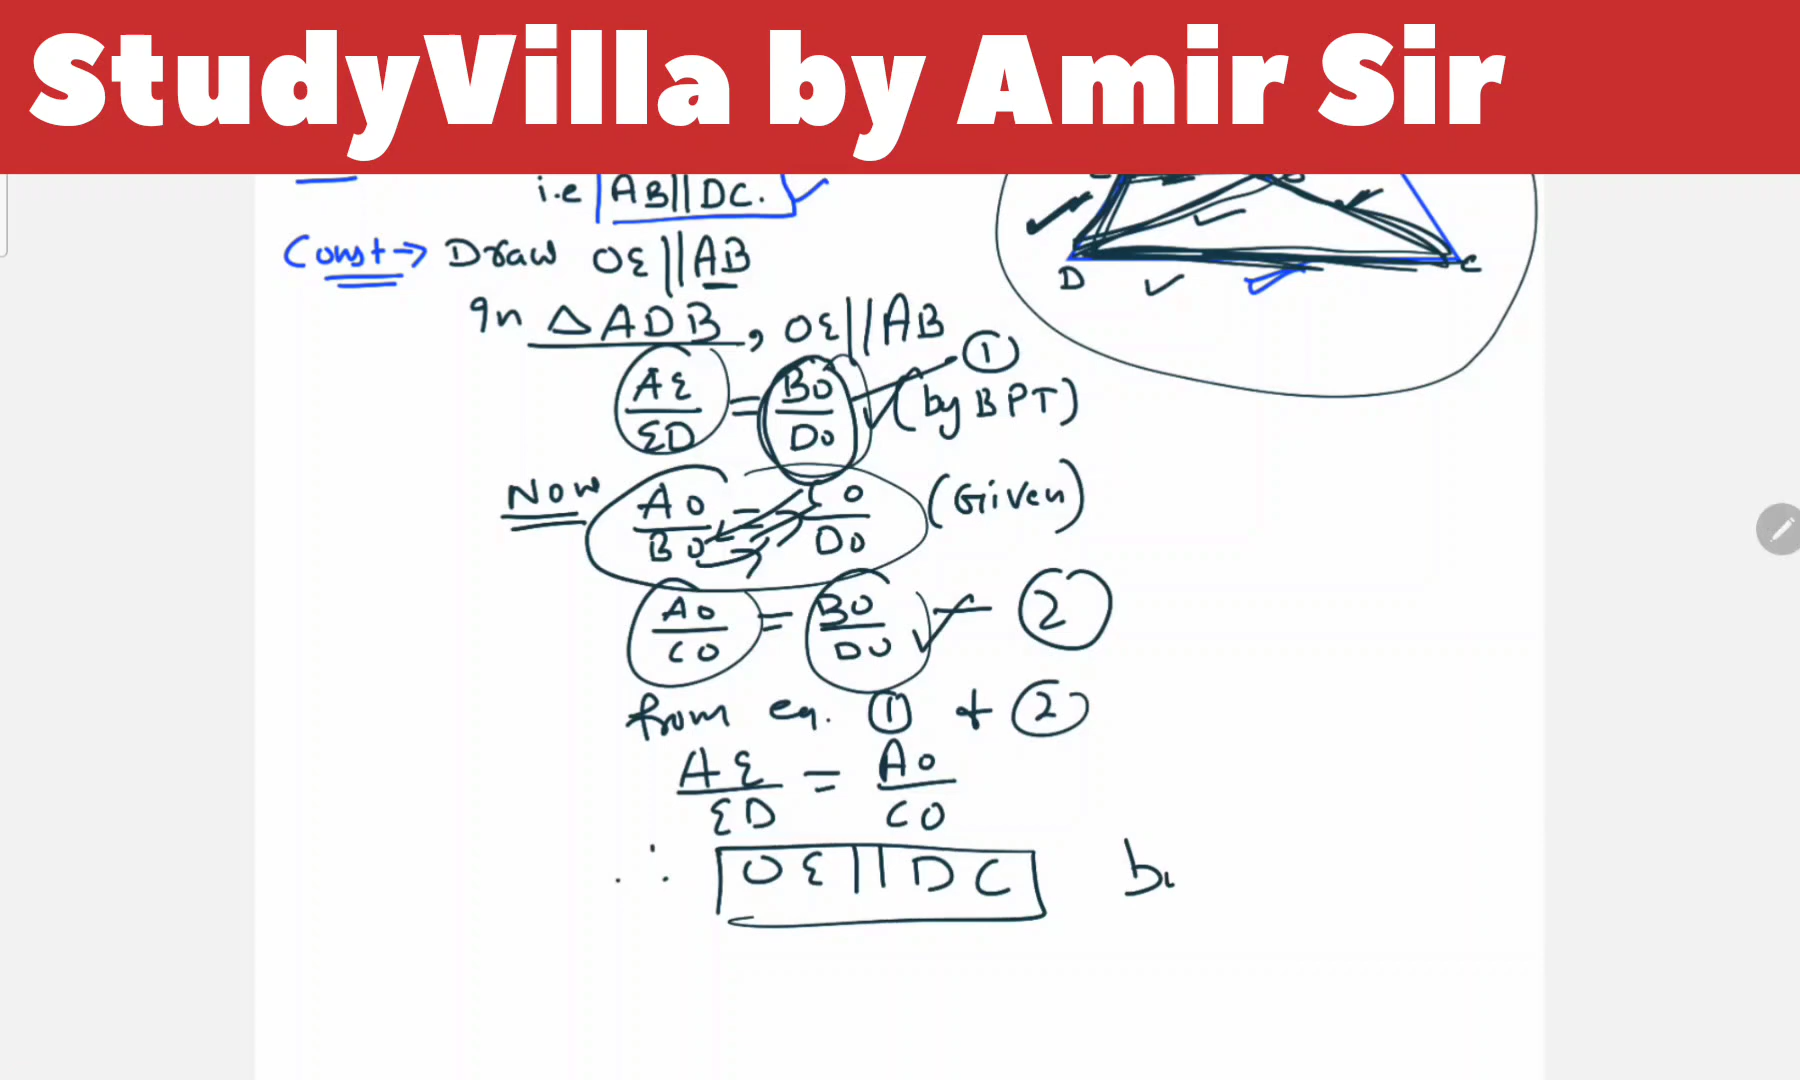 StudyVilla by Amir Sir
i.e AB||DC.
Const → Draw OE||AB
D C
In △ADB, OE||AB
AE/ED = BO/DO — ① (by BPT)
Now AO/BO = CO/DO (Given)
AO/CO = BO/DO — ②
from eq. ① + ②
AE/ED = AO/CO
∴ OE||DC